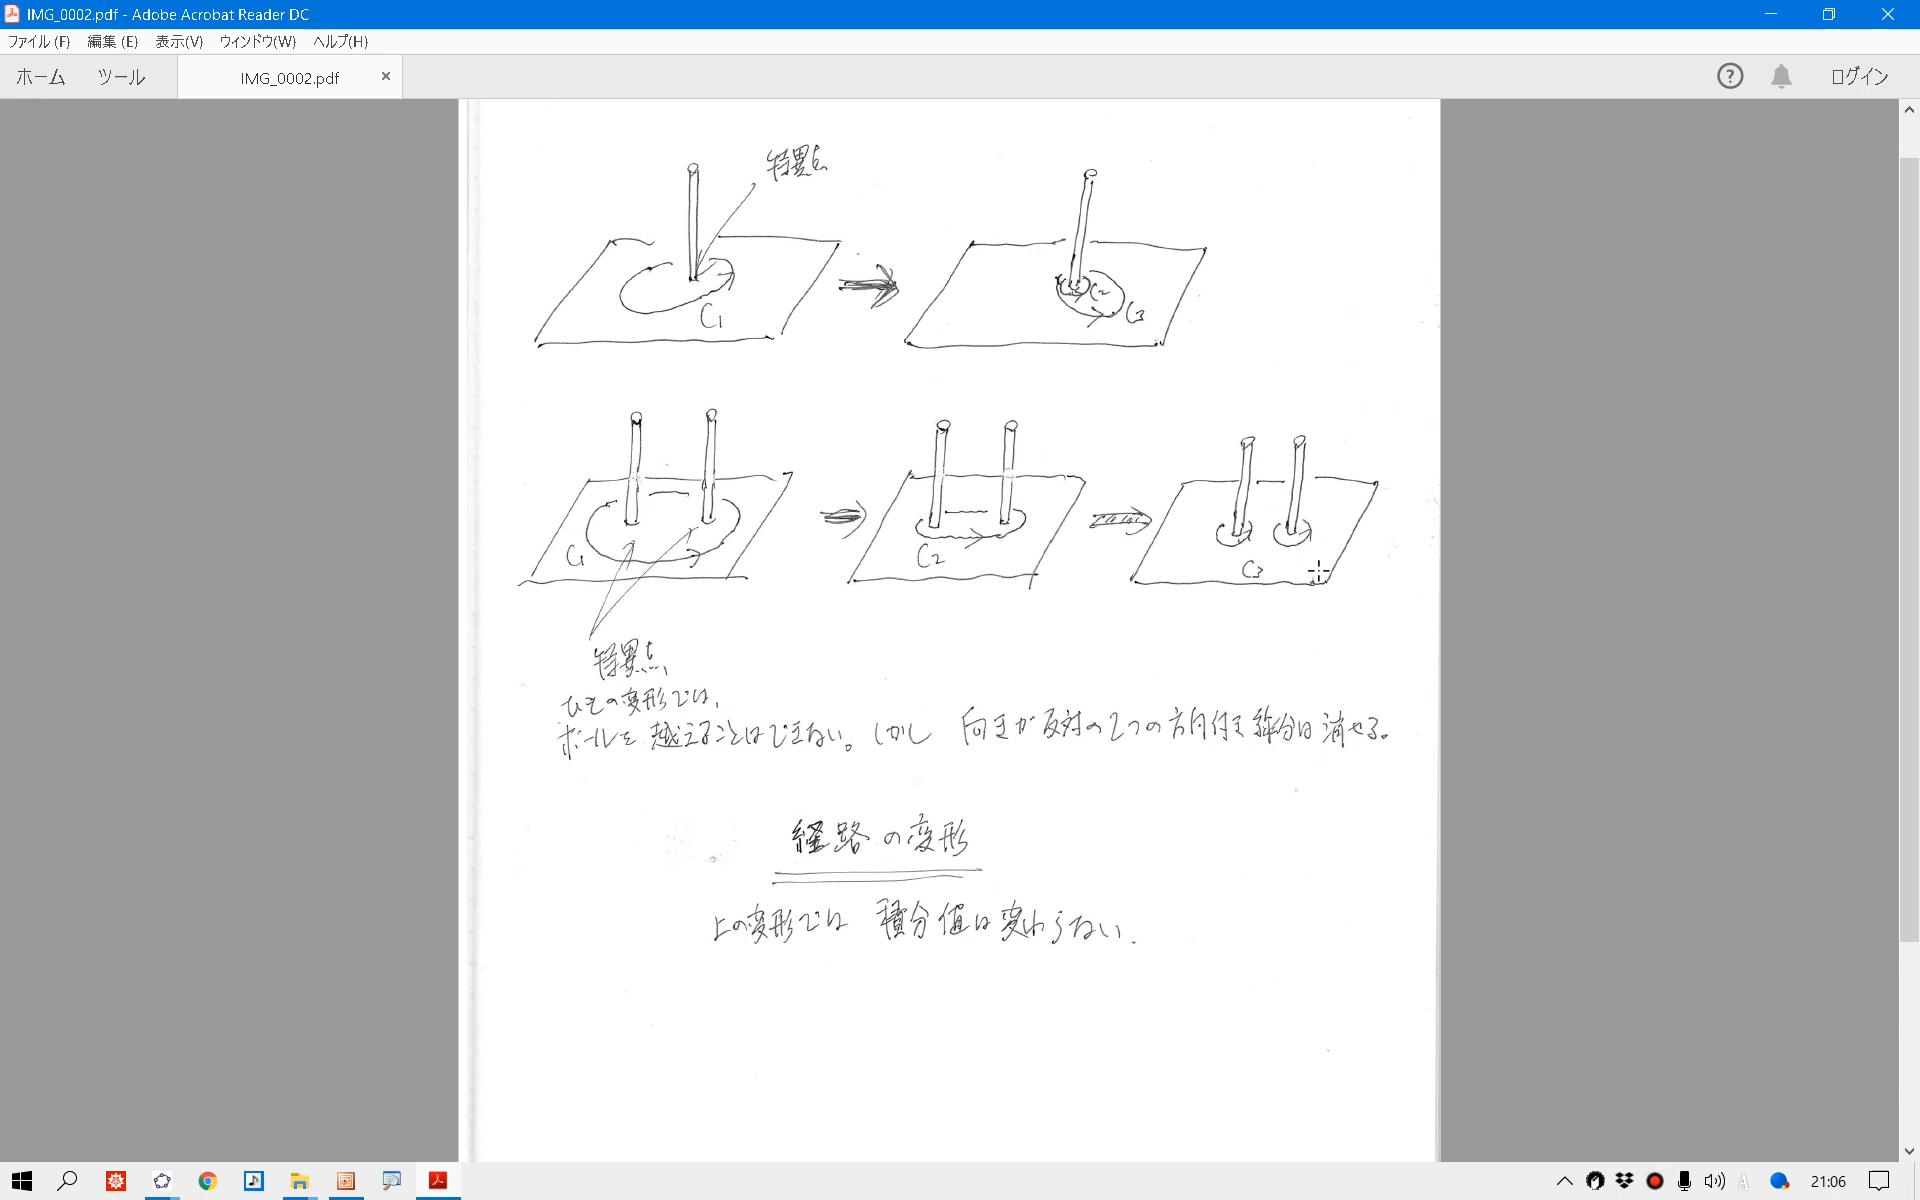 IMG_0002.pdf - Adobe Acrobat Reader DC
ファイル(F) 編集(E) 表示(V) ウィンドウ(W) ヘルプ(H)
ホーム ツール IMG_0002.pdf × ? ログイン
特異点
C1
C2
C3
C1
C2
C3
特異点
ひもの変形では、
ポールを越えることはできない。しかし 向きが反対の2つの方向付き線分は消せる。
経路の変形
上の変形では 積分値は変わらない.
A 21:06